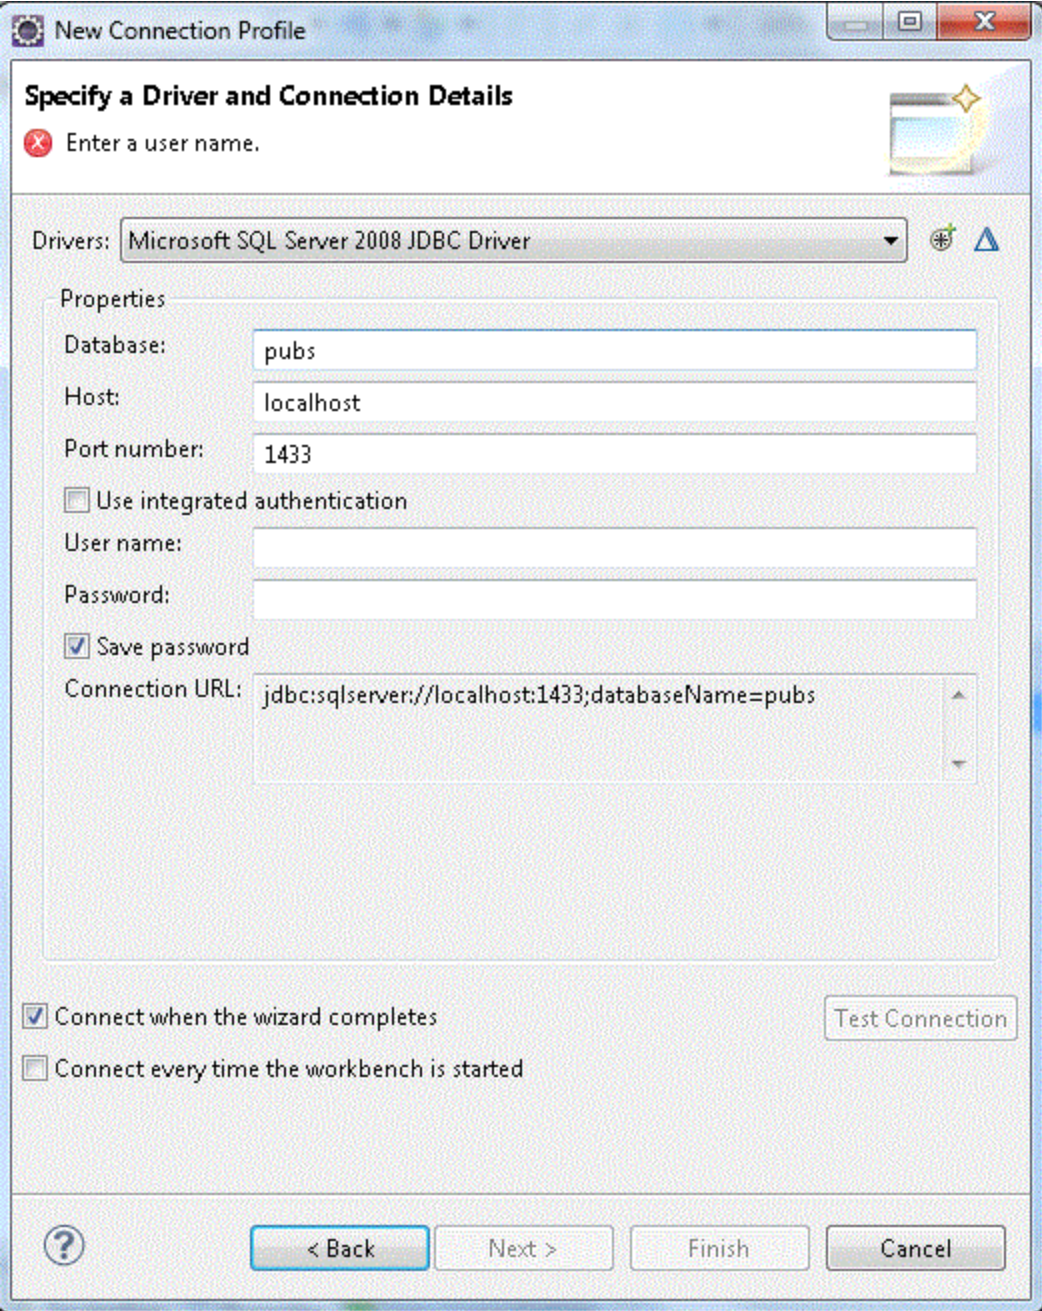 New Connection Profile
Specify a Driver and Connection Details
Enter a user name.
Drivers: Microsoft SQL Server 2008 JDBC Driver
Properties
Database: pubs
Host: localhost
Port number: 1433
Use integrated authentication
User name:
Password:
Save password
Connection URL: jdbc:sqlserver://localhost:1433;databaseName=pubs
Connect when the wizard completes Test Connection
Connect every time the workbench is started
? < Back Next > Finish Cancel